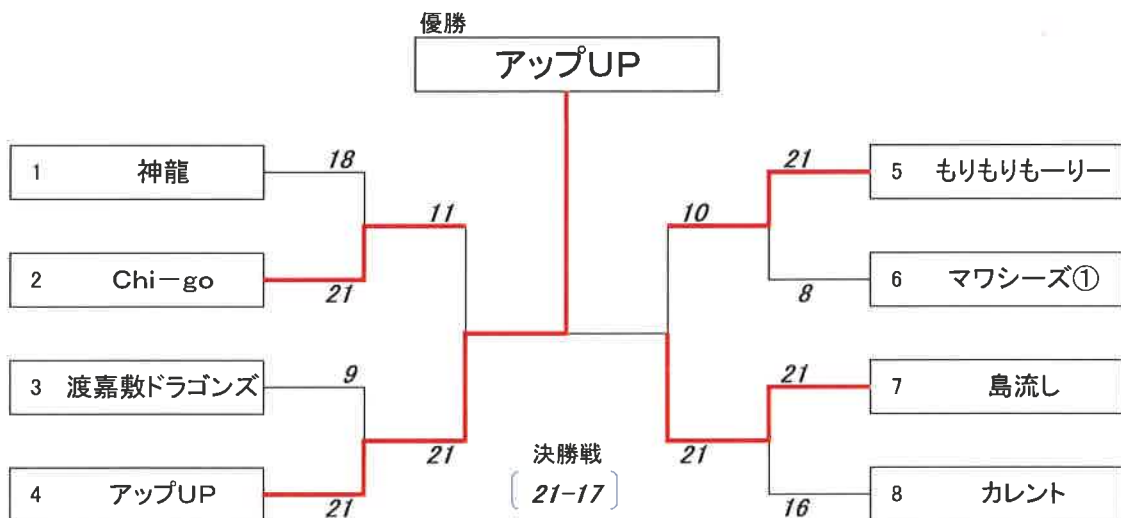 優勝
アップUP
1 神龍
18
21
5 もりもりもーりー
11
10
2 Chi－go
21
8
6 マワシーズ①
3 渡嘉敷ドラゴンズ
9
21
7 島流し
21
決勝戦
21
4 アップUP
21
21-17
16
8 カレント